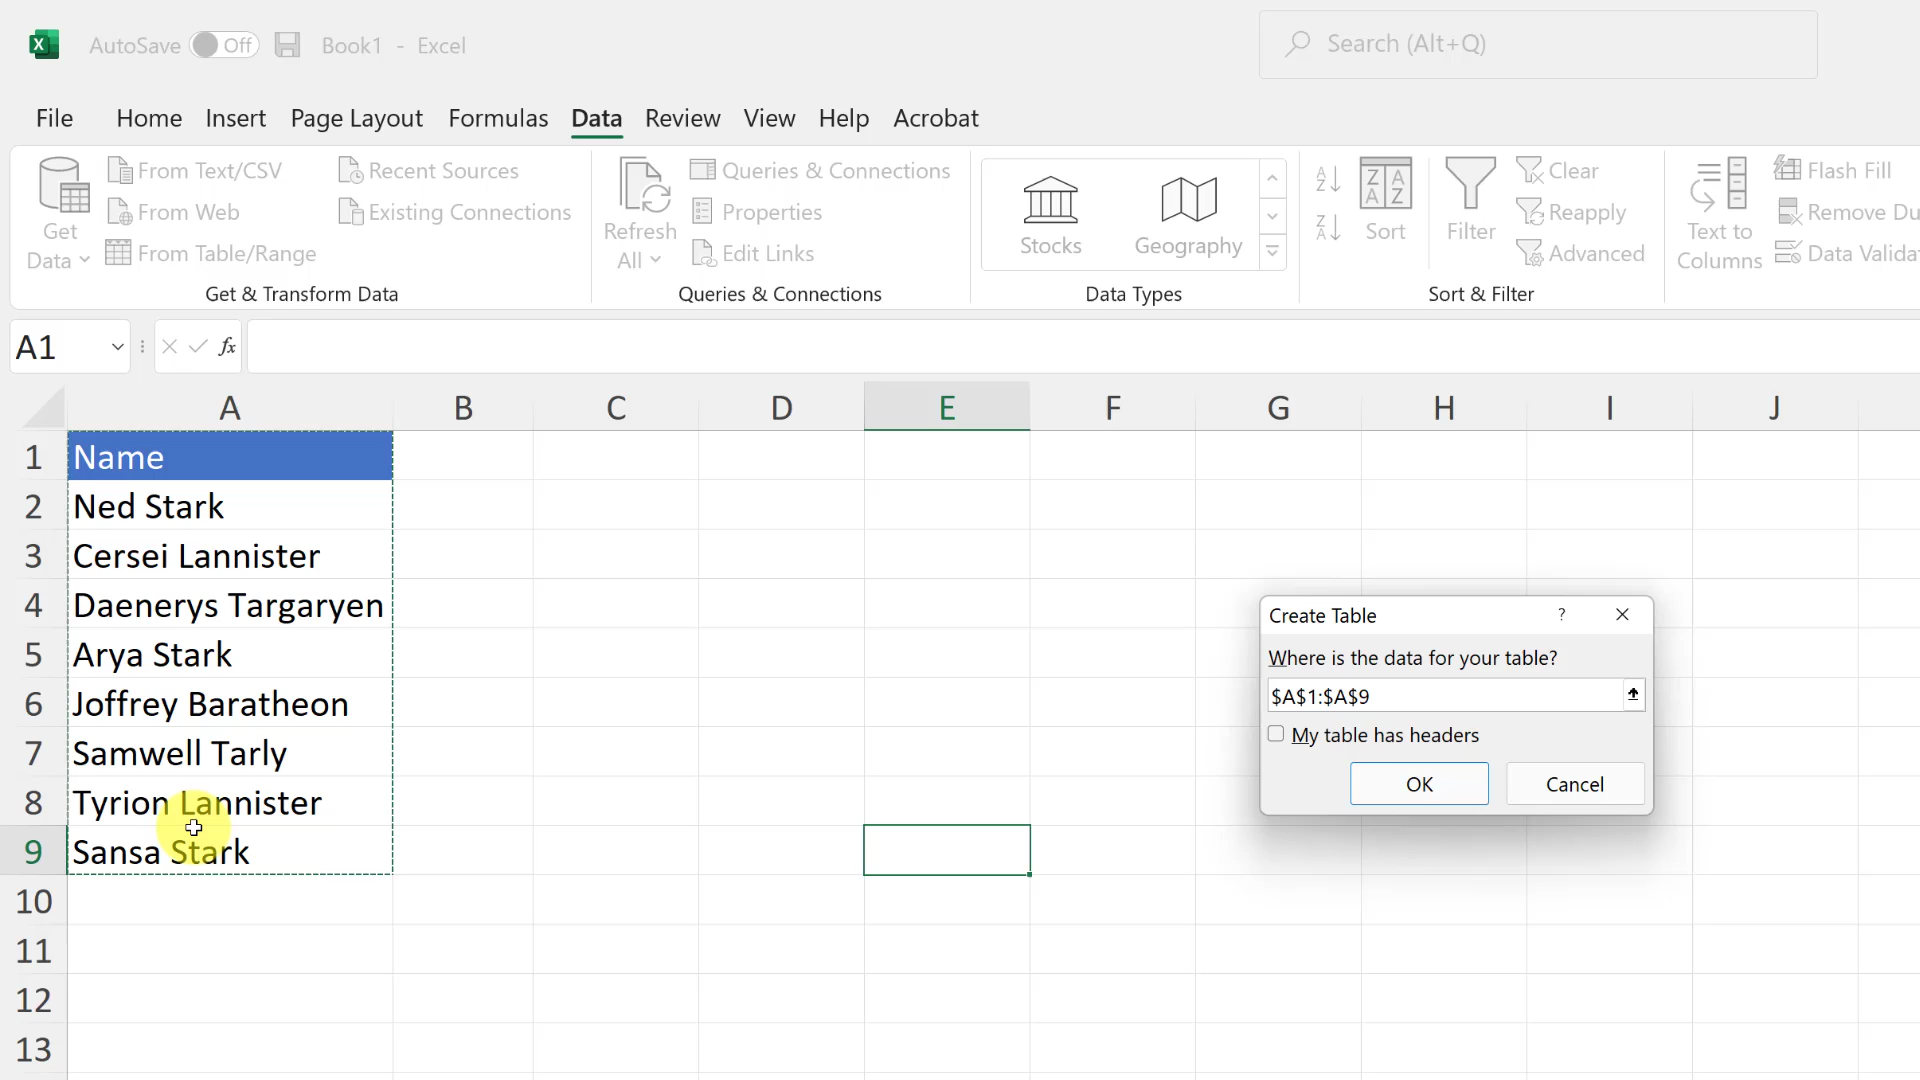 AutoSave Off Book1 - Excel
Search (Alt+Q)
File Home Insert Page Layout Formulas Data Review View Help Acrobat
Get Data
From Text/CSV
From Web
From Table/Range
Recent Sources
Existing Connections
Get & Transform Data
Refresh All
Queries & Connections
Properties
Edit Links
Queries & Connections
Stocks
Geography
Data Types
Sort
Filter
Clear
Reapply
Advanced
Sort & Filter
Text to Columns
Flash Fill
Remove Du
Data Valida
A1
fx
A B C D E F G H I J
1 Name
2 Ned Stark
3 Cersei Lannister
4 Daenerys Targaryen
5 Arya Stark
6 Joffrey Baratheon
7 Samwell Tarly
8 Tyrion Lannister
9 Sansa Stark
10
11
12
13
Create Table ?
Where is the data for your table?
$A$1:$A$9
My table has headers
OK Cancel